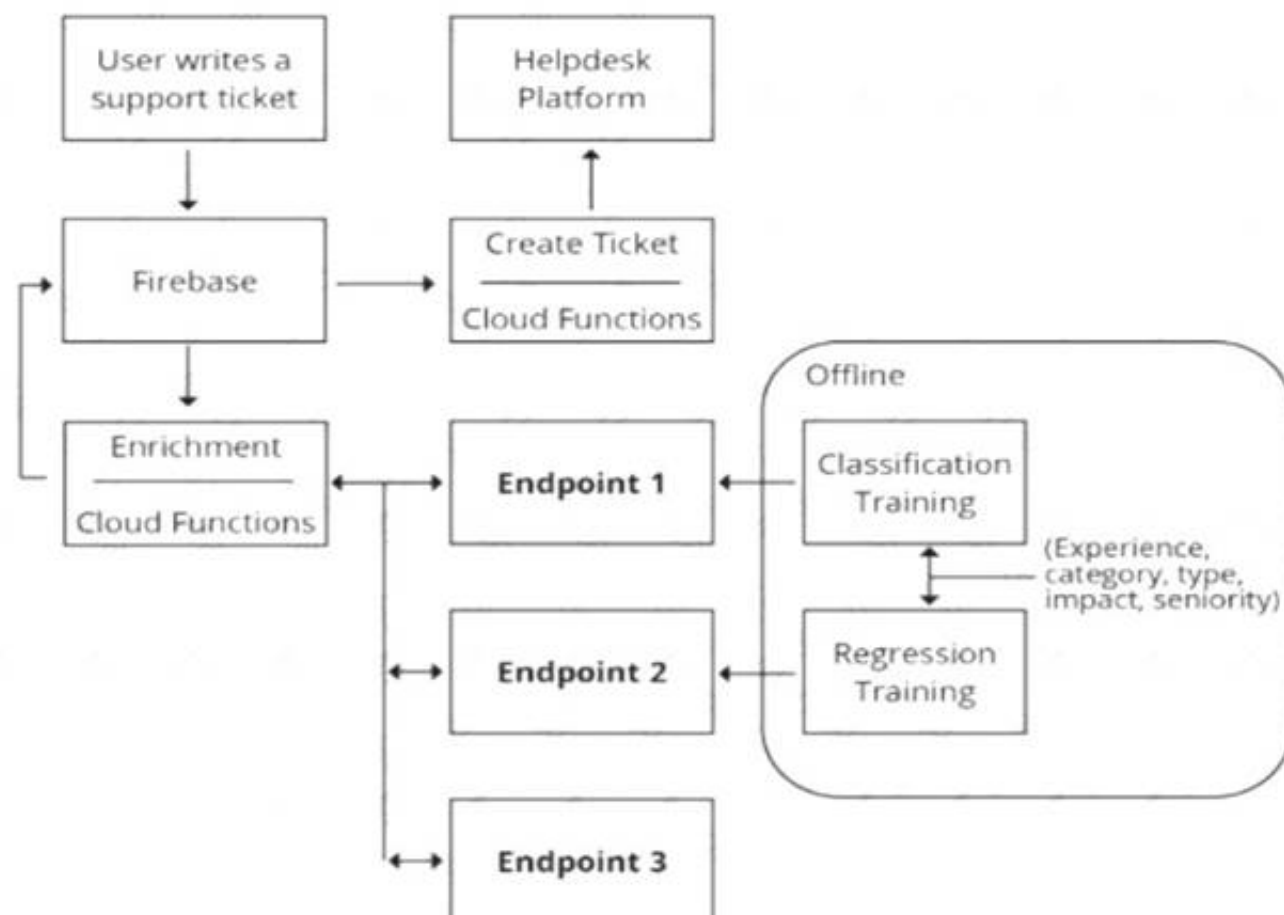 User writes a
support ticket
Helpdesk
Platform
Firebase
Create Ticket
Cloud Functions
Offline
Enrichment
Cloud Functions
Endpoint 1
Classification
Training
(Experience,
category, type,
impact, seniority)
Endpoint 2
Regression
Training
Endpoint 3